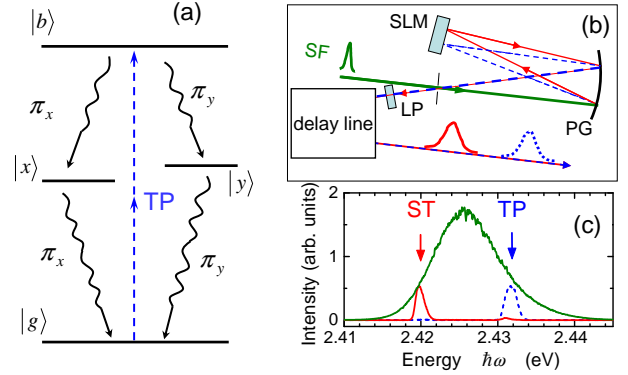 (a)
|b⟩
π_x
π_y
|x⟩
|y⟩
TP
π_x
π_y
|g⟩
(b)
SLM
SF
LP
PG
delay line
(c)
ST
TP
Intensity (arb. units)
2
1
0
2.41 2.42 2.43 2.44
Energy ℏω (eV)